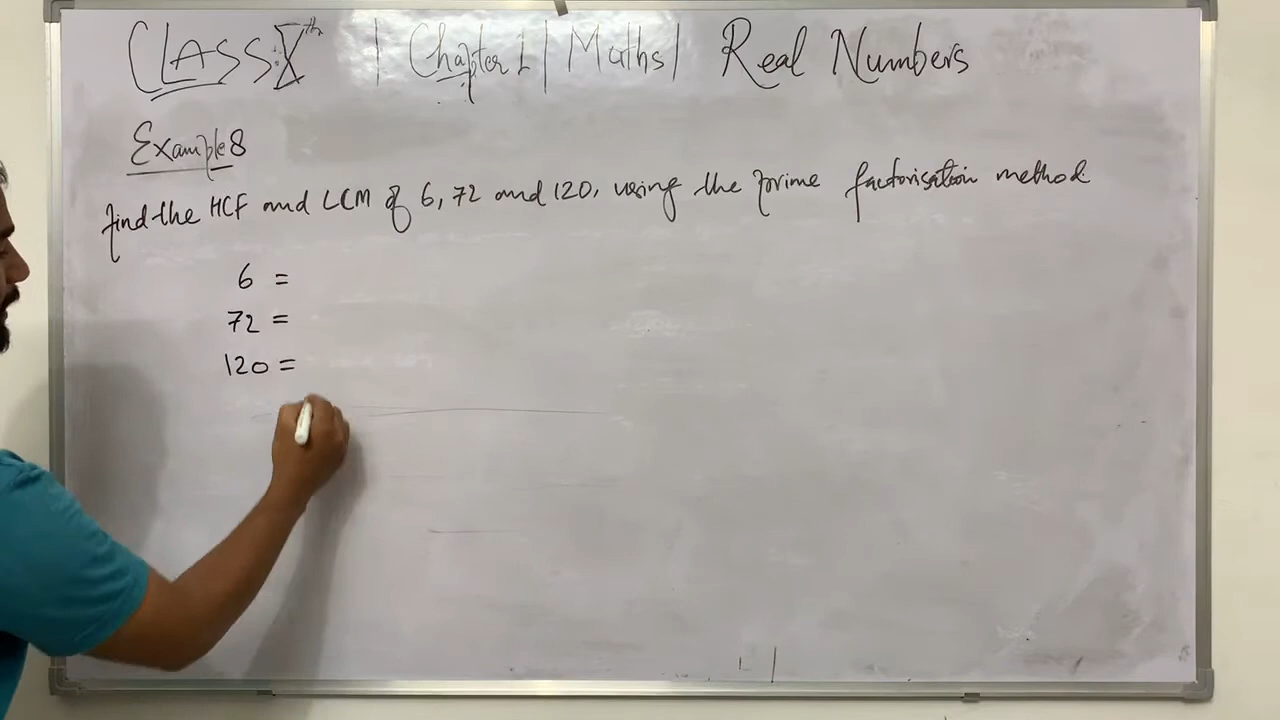 CLASS Xth | Chapter 1 | Maths | Real Numbers
Example 8
find the HCF and LCM of 6, 72 and 120, using the prime factorisation method
6 =
72 =
120 =